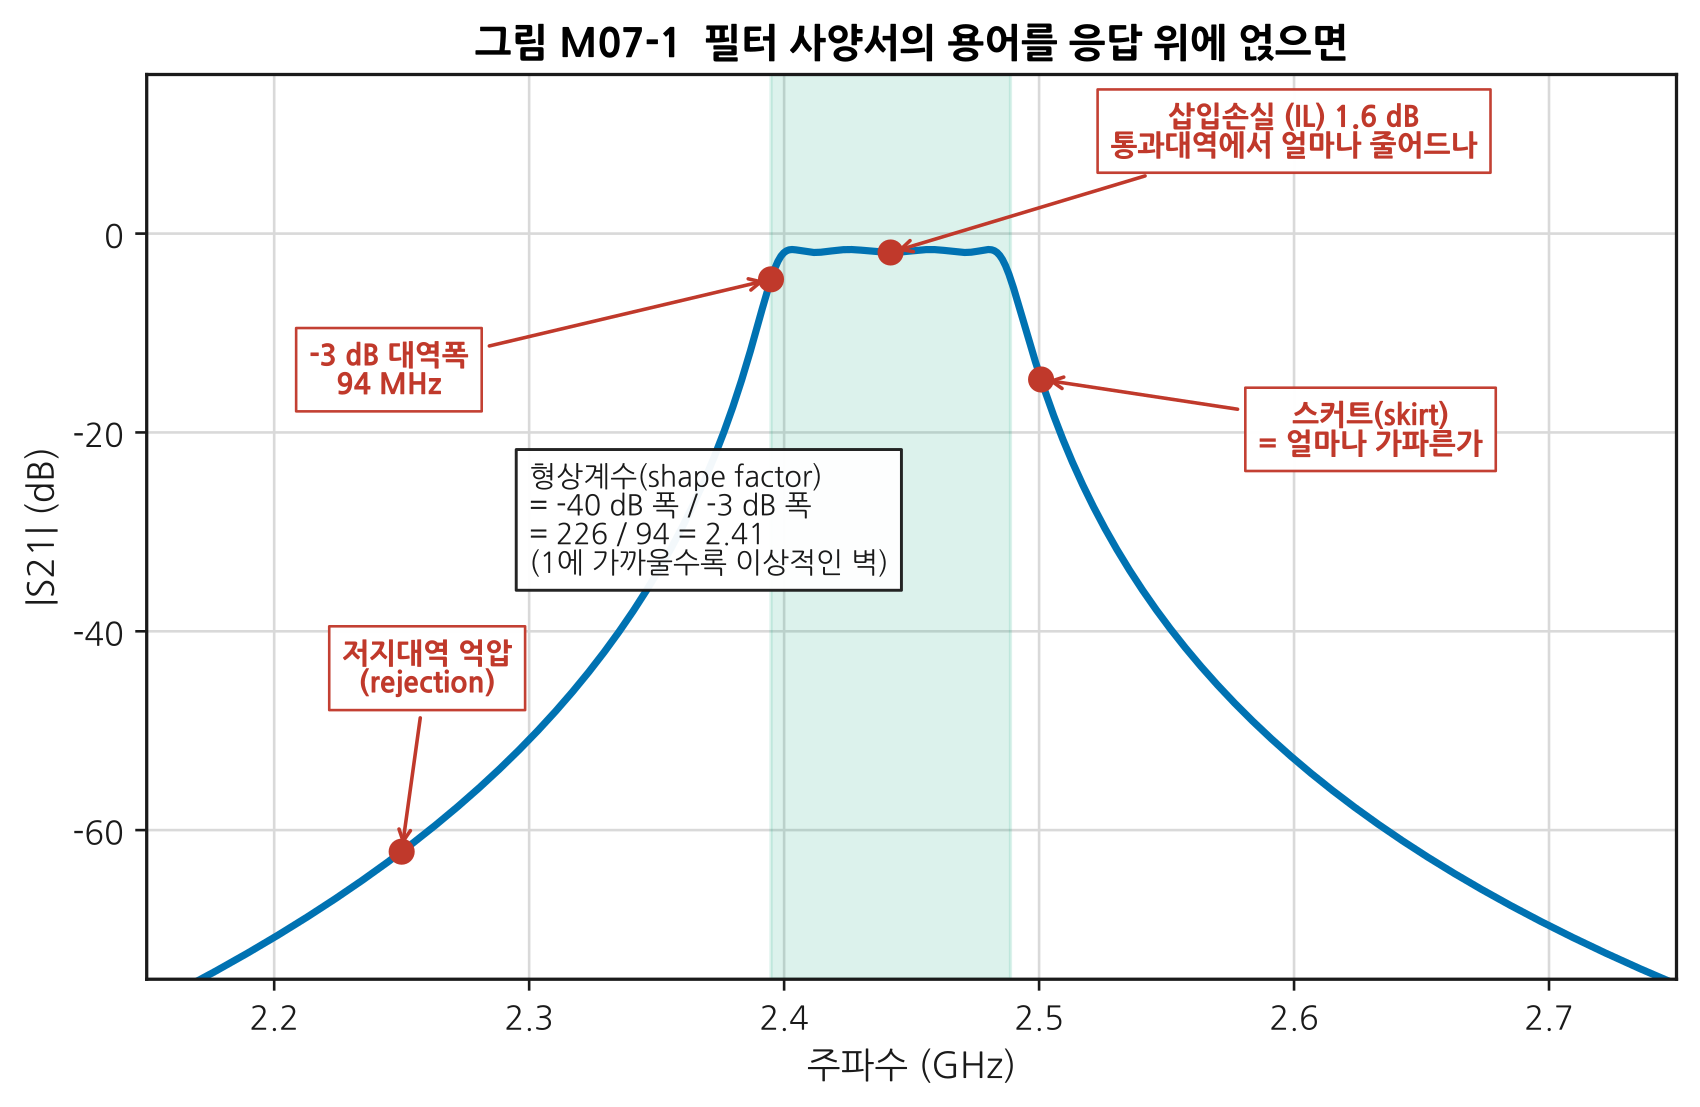 그림 M07-1  필터 사양서의 용어를 응답 위에 얹으면
삽입손실 (IL) 1.6 dB
통과대역에서 얼마나 줄어드나
-3 dB 대역폭
94 MHz
스커트(skirt)
= 얼마나 가파른가
형상계수(shape factor)
= -40 dB 폭 / -3 dB 폭
= 226 / 94 = 2.41
(1에 가까울수록 이상적인 벽)
저지대역 억압
(rejection)
|S21| (dB)
0
-20
-40
-60
2.2
2.3
2.4
2.5
2.6
2.7
주파수 (GHz)